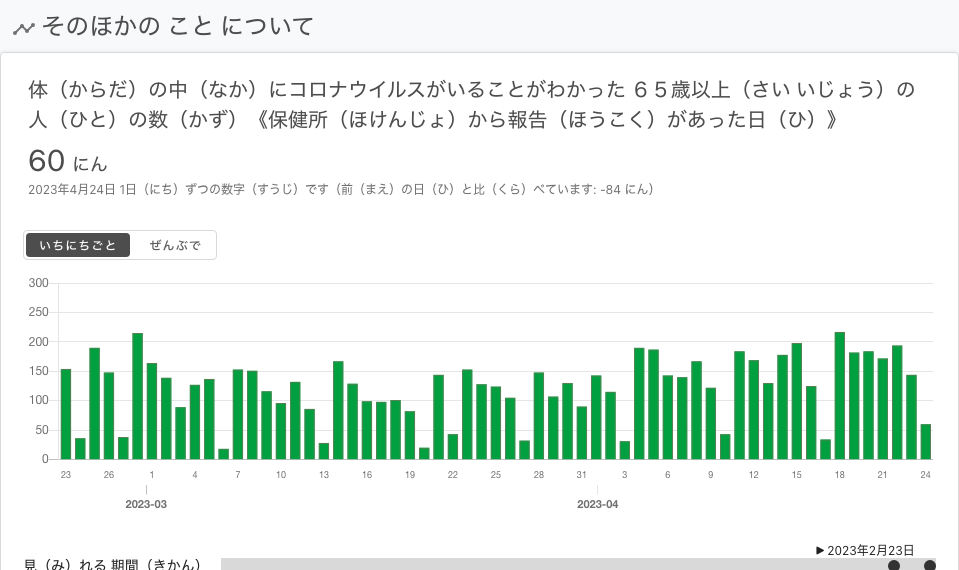 そのほかの こと について
体（からだ）の中（なか）にコロナウイルスがいることがわかった ６５歳以上（さい いじょう）の
人（ひと）の数（かず）《保健所（ほけんじょ）から報告（ほうこく）があった日（ひ）》
60 にん
2023年4月24日 1日（にち）ずつの数字（すうじ）です（前（まえ）の日（ひ）と比（くら）べています: -84 にん）
いちにちごと ぜんぶで
300
250
200
150
100
50
0
23 26 1 4 7 10 13 16 19 22 25 28 31 3 6 9 12 15 18 21 24
2023-03 2023-04
▶ 2023年2月23日
見（み）れる 期間（きかん）